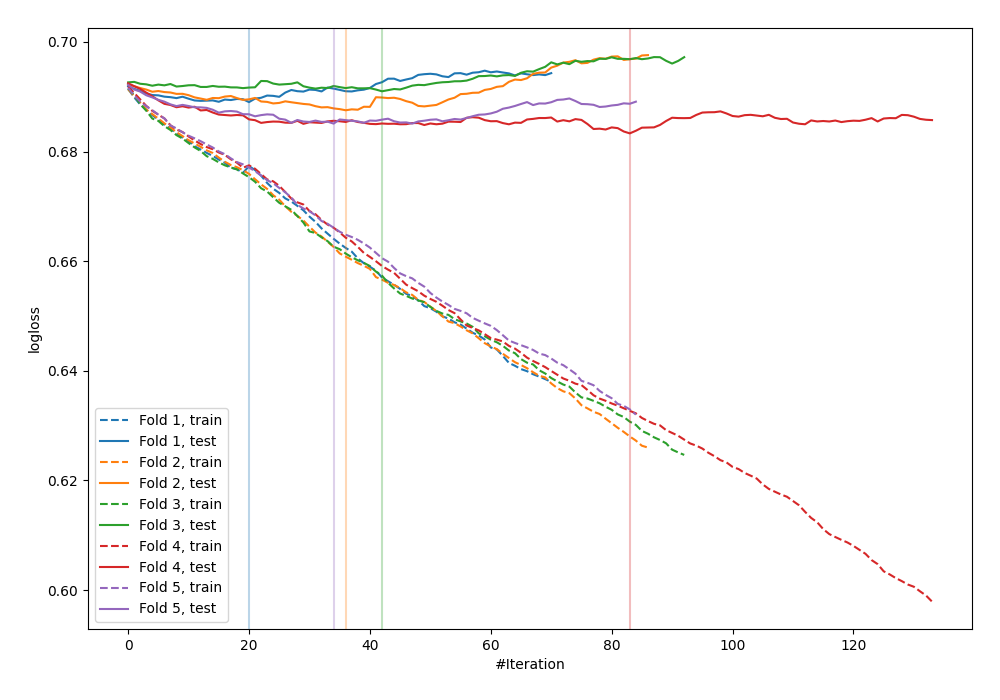 0.70
0.68
0.66
0.64
0.62
0.60
logloss
Fold 1, train
Fold 1, test
Fold 2, train
Fold 2, test
Fold 3, train
Fold 3, test
Fold 4, train
Fold 4, test
Fold 5, train
Fold 5, test
0 20 40 60 80 100 120
#Iteration